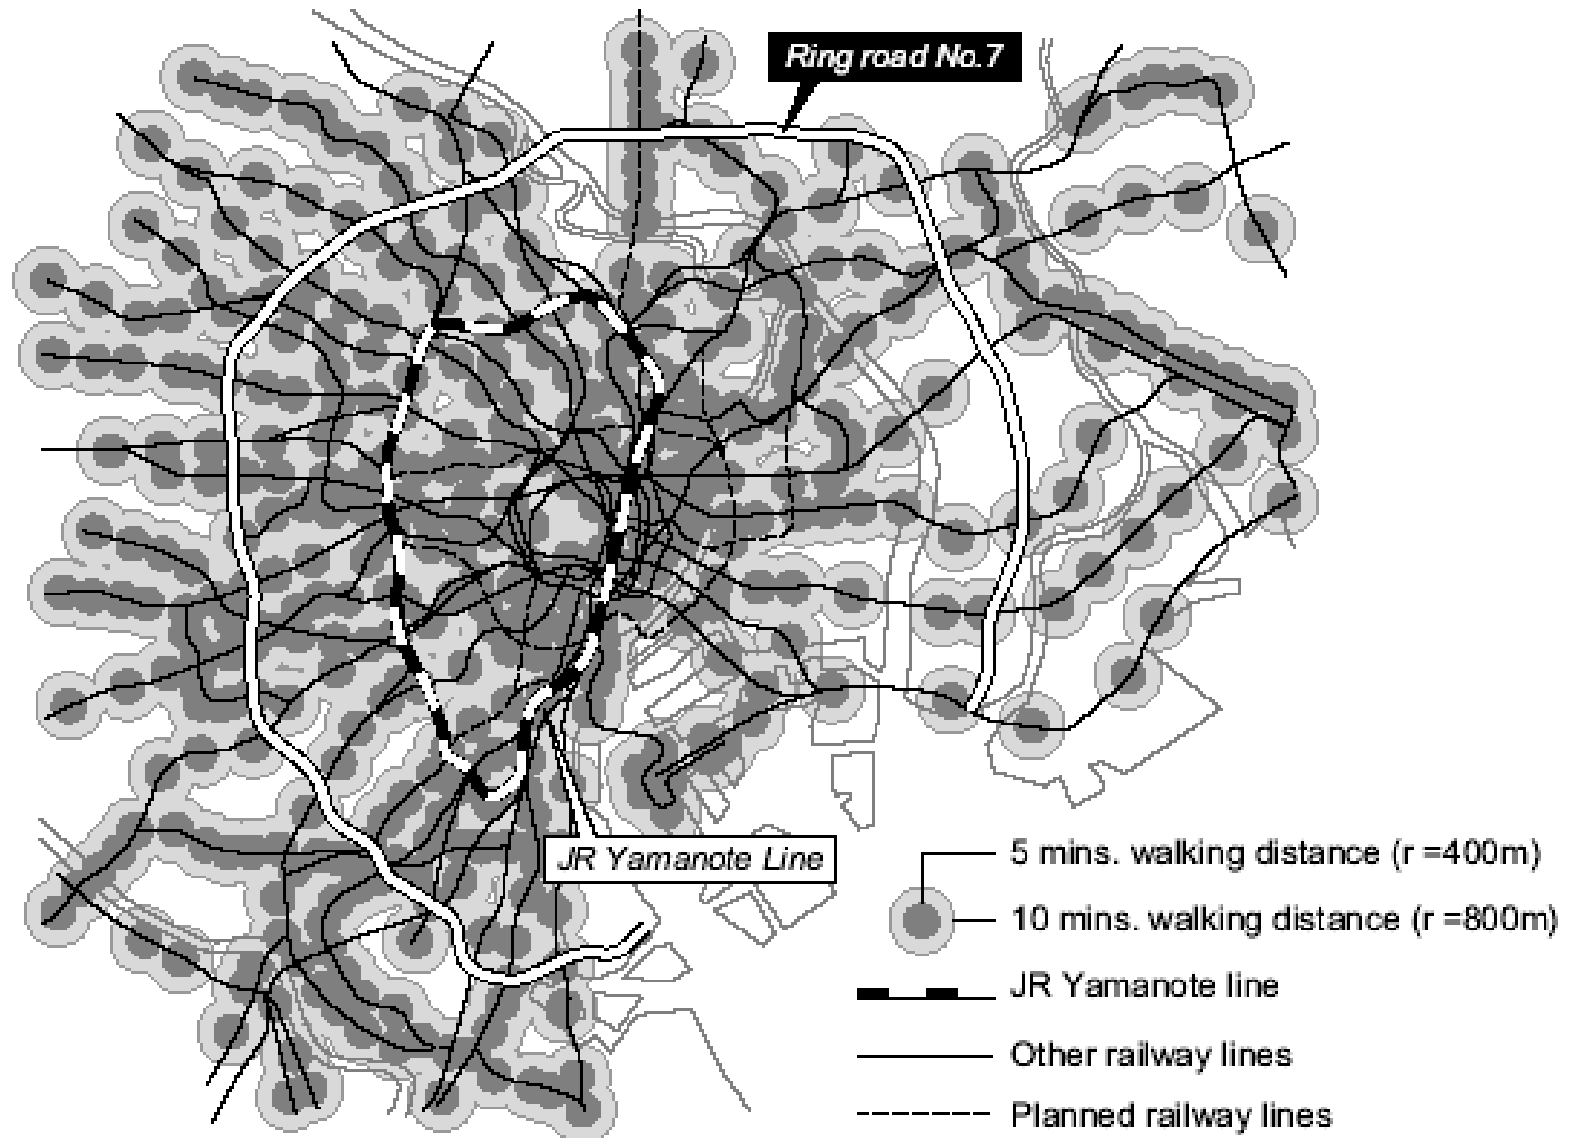 Ring road No.7
JR Yamanote Line
5 mins. walking distance (r =400m)
10 mins. walking distance (r =800m)
JR Yamanote line
Other railway lines
Planned railway lines